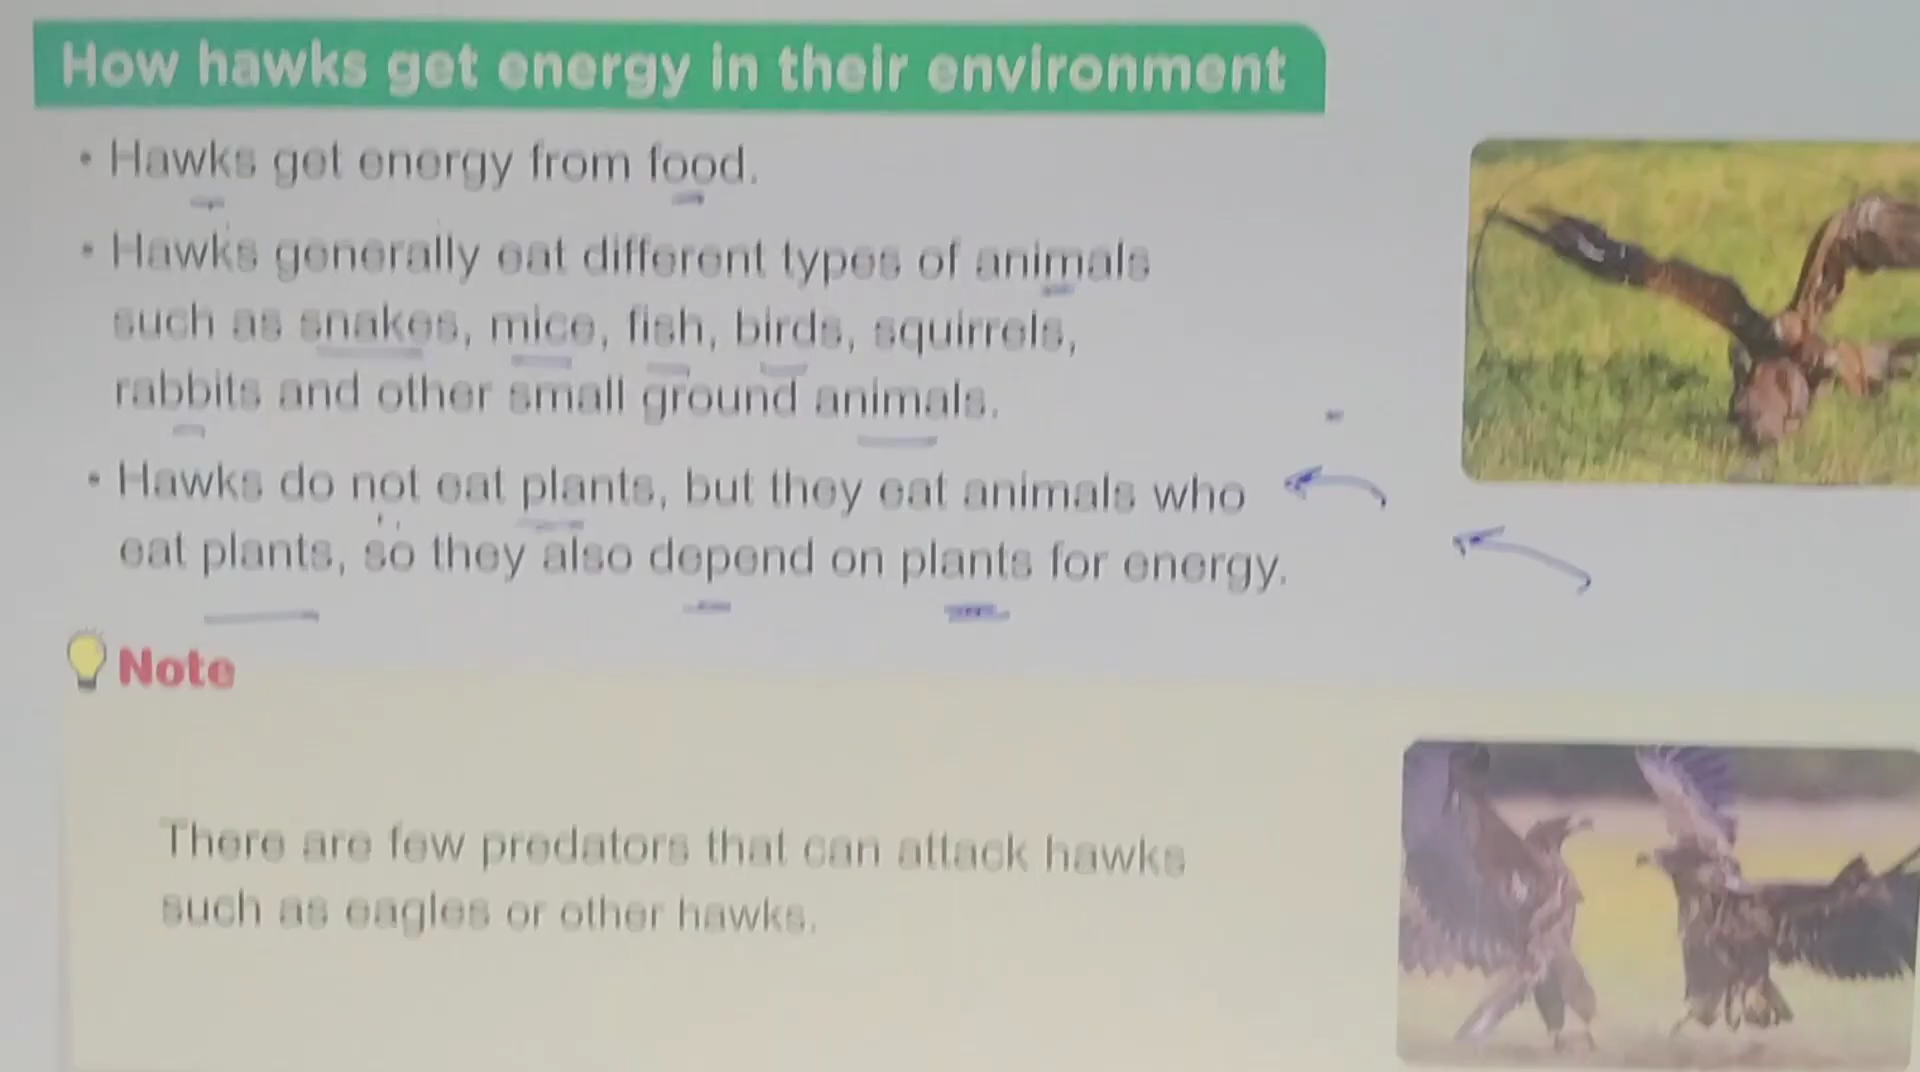 How hawks get energy in their environment
• Hawks get energy from food.
• Hawks generally eat different types of animals
such as snakes, mice, fish, birds, squirrels,
rabbits and other small ground animals.
• Hawks do not eat plants, but they eat animals who
eat plants, so they also depend on plants for energy.
Note
There are few predators that can attack hawks
such as eagles or other hawks.